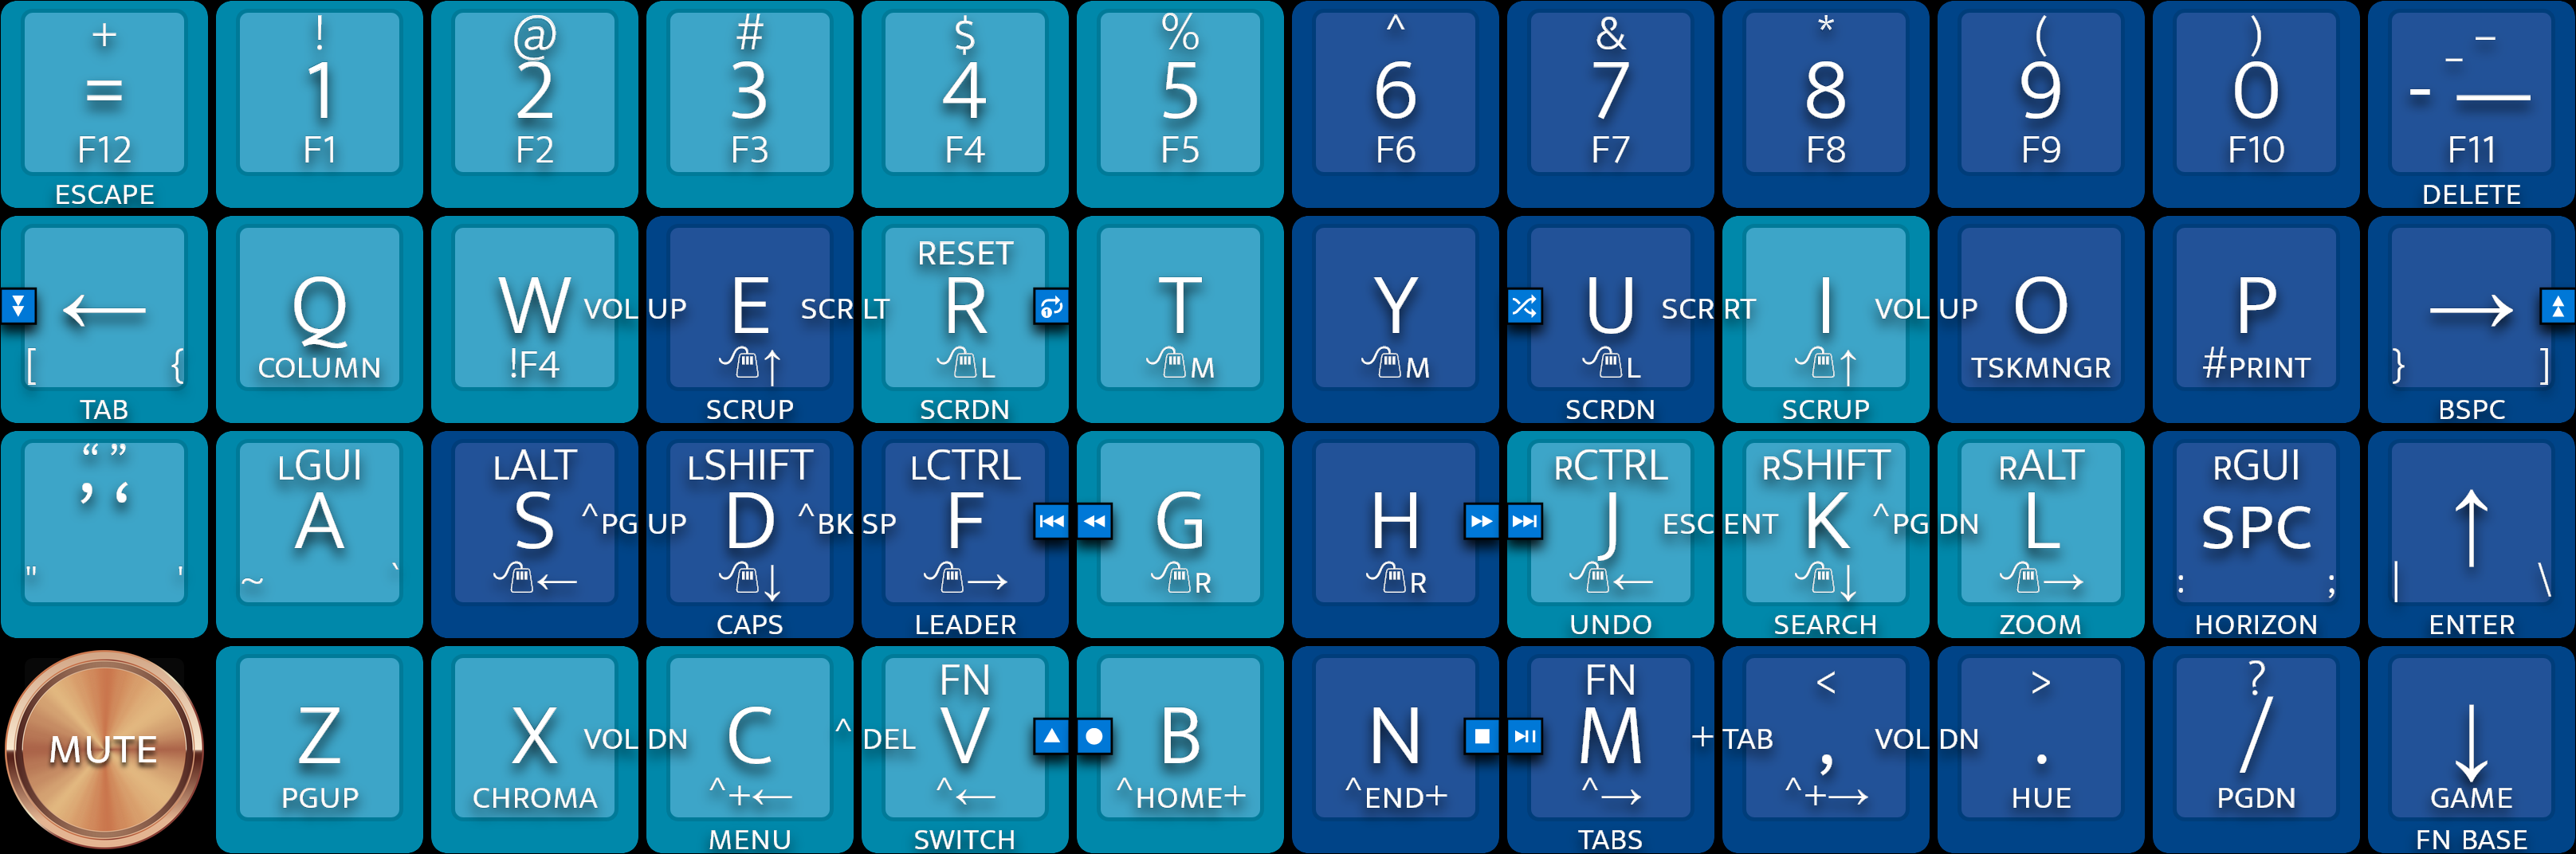 + ! @ # $ % ^ & * ( ) _ –
= 1 2 3 4 5 6 7 8 9 0 - —
F12 F1 F2 F3 F4 F5 F6 F7 F8 F9 F10 F11
ESCAPE DELETE
RESET
← Q W VOL UP E SCR LT R T Y U SCR RT I VOL UP O P →
[ { COLUMN !F4 ↑ L M M L ↑ TSKMNGR #PRINT } ]
TAB SCRUP SCRDN SCRDN SCRUP BSPC
“ ” LGUI LALT LSHIFT LCTRL RCTRL RSHIFT RALT RGUI
’ ‘ A S ^PG UP D ^BK SP F G H J ESC ENT K ^PG DN L SPC ↑
" ' ~ ` ← ↓ → R R ← ↓ → : ; | \
CAPS LEADER UNDO SEARCH ZOOM HORIZON ENTER
FN FN < > ?
MUTE Z X VOL DN C ^ DEL V B N M + TAB , VOL DN . / ↓
PGUP CHROMA ^+← ^← ^HOME+ ^END+ ^→ ^+→ HUE PGDN GAME
MENU SWITCH TABS FN BASE